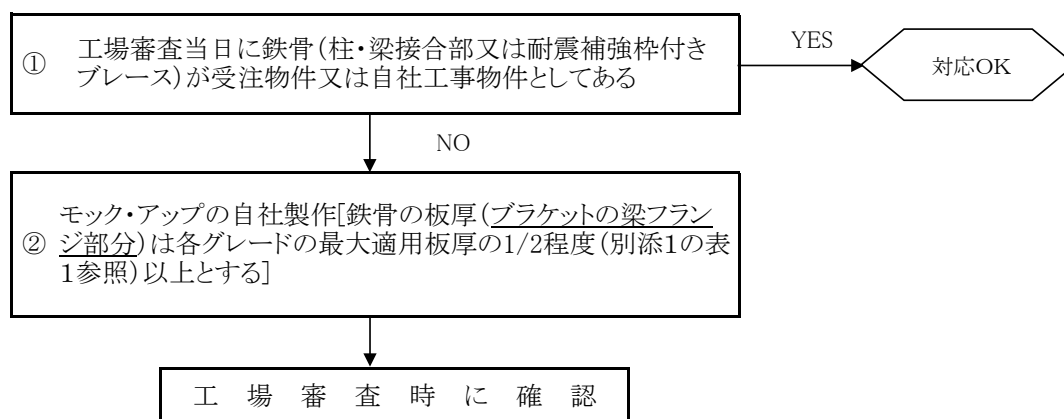 ① 工場審査当日に鉄骨(柱・梁接合部又は耐震補強枠付き
ブレース)が受注物件又は自社工事物件としてある
YES
対応OK
NO
モック・アップの自社製作[鉄骨の板厚(ブラケットの梁フラン
② ジ部分)は各グレードの最大適用板厚の1/2程度(別添1の表
1参照)以上とする]
工場審査時に確認